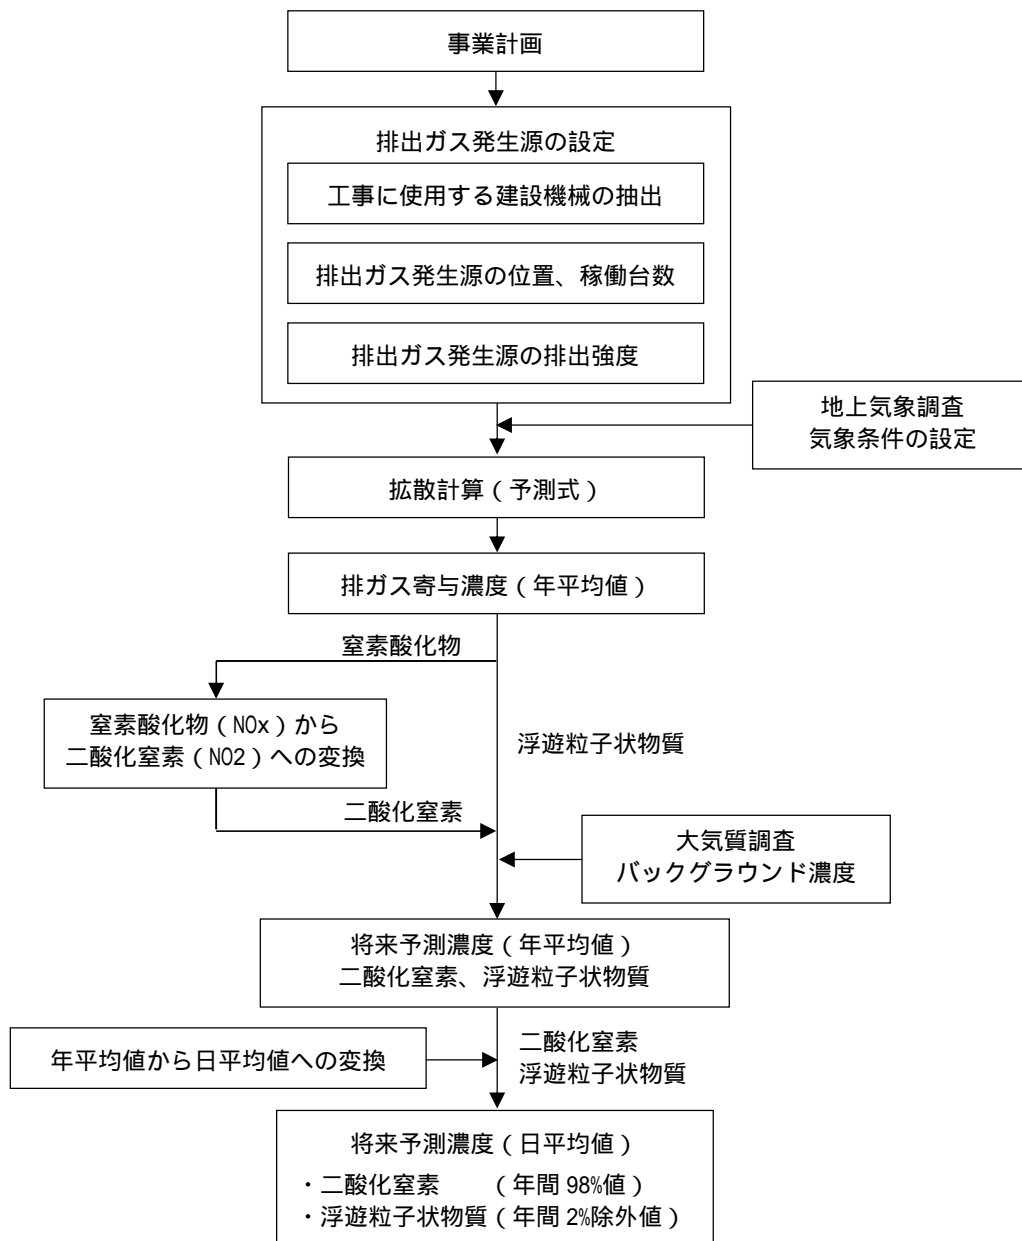 事業計画
排出ガス発生源の設定
工事に使用する建設機械の抽出
排出ガス発生源の位置、稼働台数
排出ガス発生源の排出強度
地上気象調査
気象条件の設定
拡散計算(予測式)
排ガス寄与濃度(年平均値)
窒素酸化物
窒素酸化物(NOx)から
二酸化窒素(NO2)への変換
浮遊粒子状物質
二酸化窒素
大気質調査
バックグラウンド濃度
将来予測濃度(年平均値)
二酸化窒素、浮遊粒子状物質
年平均値から日平均値への変換
二酸化窒素
浮遊粒子状物質
将来予測濃度(日平均値)
・二酸化窒素 (年間 98%値)
・浮遊粒子状物質(年間 2%除外値)